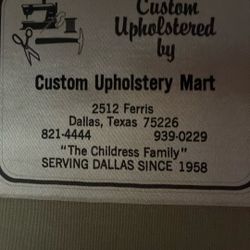 Custom
Upholstered
by
Custom Upholstery Mart
2512 Ferris
Dallas, Texas 75226
821-4444 939-0229
"The Childress Family"
SERVING DALLAS SINCE 1958